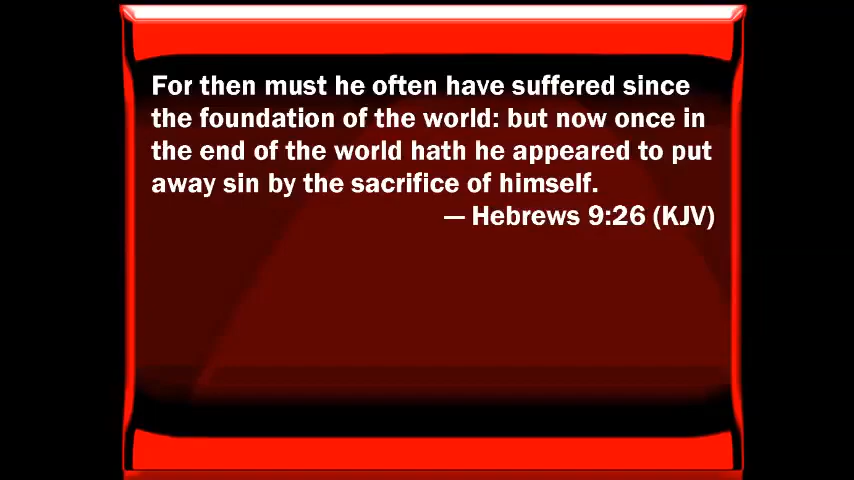 For then must he often have suffered since
the foundation of the world: but now once in
the end of the world hath he appeared to put
away sin by the sacrifice of himself.
— Hebrews 9:26 (KJV)